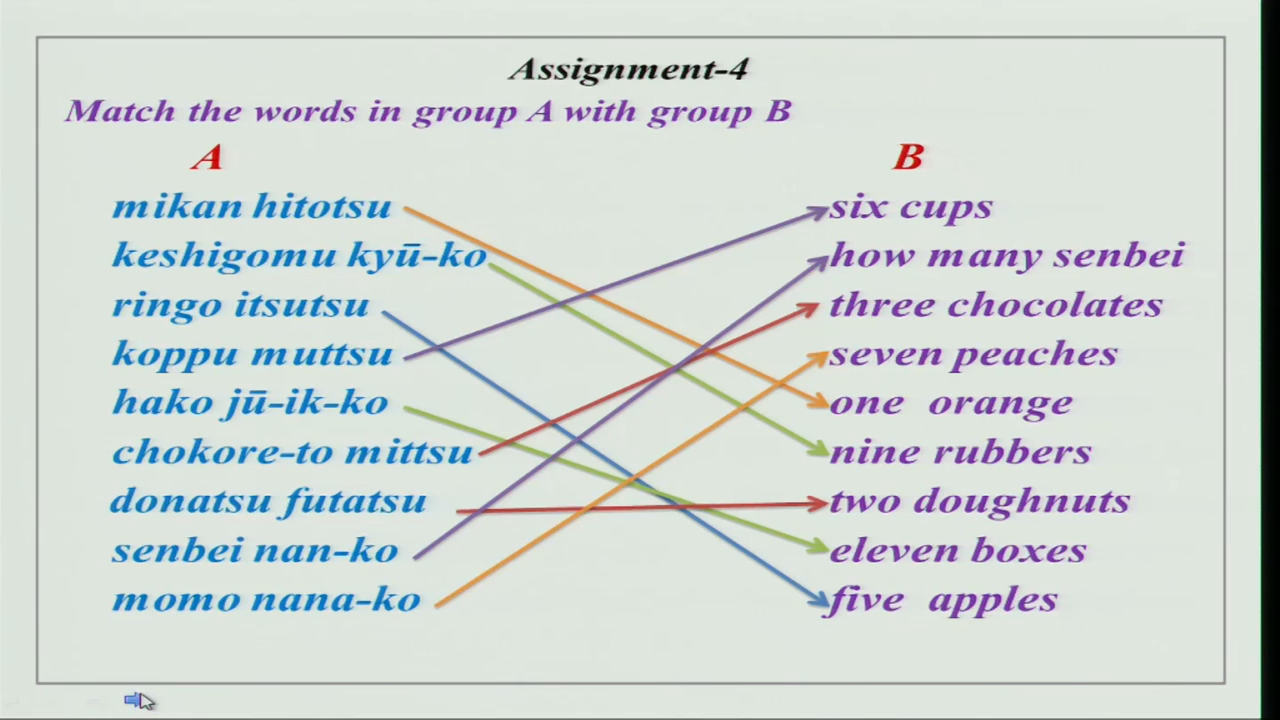 Assignment-4
Match the words in group A with group B
A B
mikan hitotsu six cups
keshigomu kyū-ko how many senbei
ringo itsutsu three chocolates
koppu muttsu seven peaches
hako jū-ik-ko one orange
chokore-to mittsu nine rubbers
donatsu futatsu two doughnuts
senbei nan-ko eleven boxes
momo nana-ko five apples